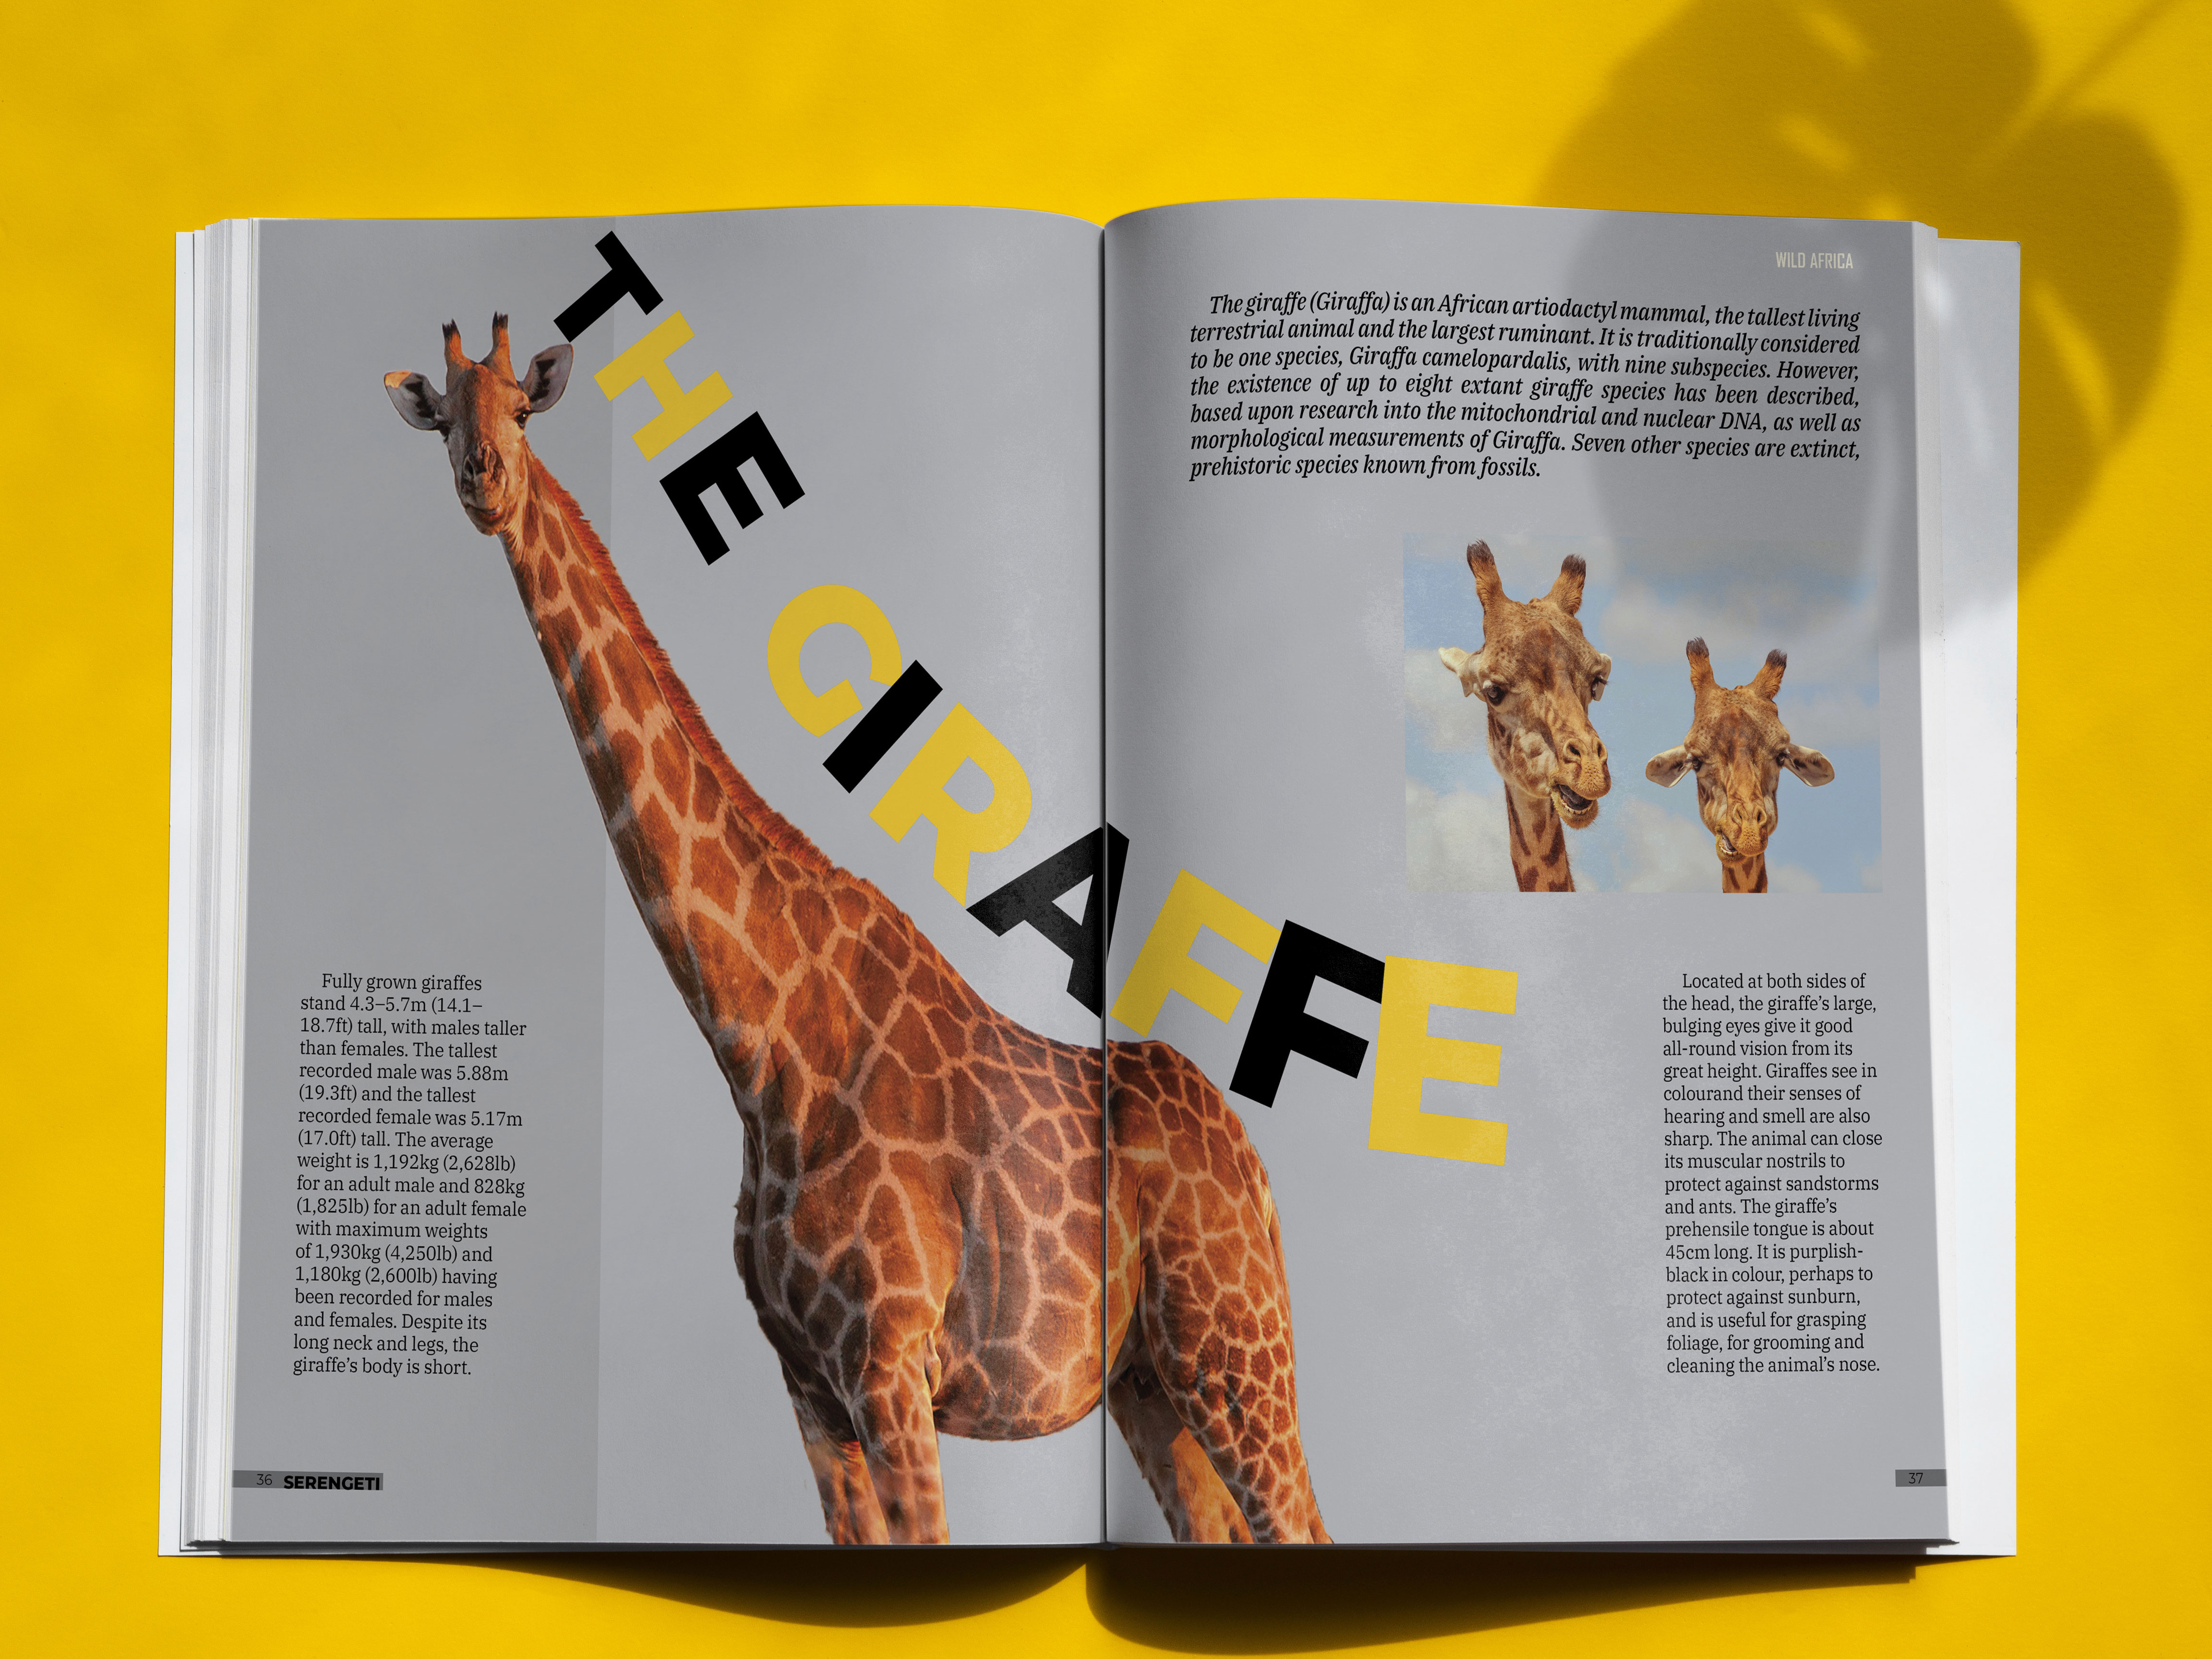 THE GIRAFFE
Fully grown giraffes
stand 4.3–5.7m (14.1–
18.7ft) tall, with males taller
than females. The tallest
recorded male was 5.88m
(19.3ft) and the tallest
recorded female was 5.17m
(17.0ft) tall. The average
weight is 1,192kg (2,628lb)
for an adult male and 828kg
(1,825lb) for an adult female
with maximum weights
of 1,930kg (4,250lb) and
1,180kg (2,600lb) having
been recorded for males
and females. Despite its
long neck and legs, the
giraffe’s body is short.
36 SERENGETI
WILD AFRICA
The giraffe (Giraffa) is an African artiodactyl mammal, the tallest living
terrestrial animal and the largest ruminant. It is traditionally considered
to be one species, Giraffa camelopardalis, with nine subspecies. However,
the existence of up to eight extant giraffe species has been described,
based upon research into the mitochondrial and nuclear DNA, as well as
morphological measurements of Giraffa. Seven other species are extinct,
prehistoric species known from fossils.
Located at both sides of
the head, the giraffe’s large,
bulging eyes give it good
all-round vision from its
great height. Giraffes see in
colourand their senses of
hearing and smell are also
sharp. The animal can close
its muscular nostrils to
protect against sandstorms
and ants. The giraffe’s
prehensile tongue is about
45cm long. It is purplish-
black in colour, perhaps to
protect against sunburn,
and is useful for grasping
foliage, for grooming and
cleaning the animal’s nose.
37